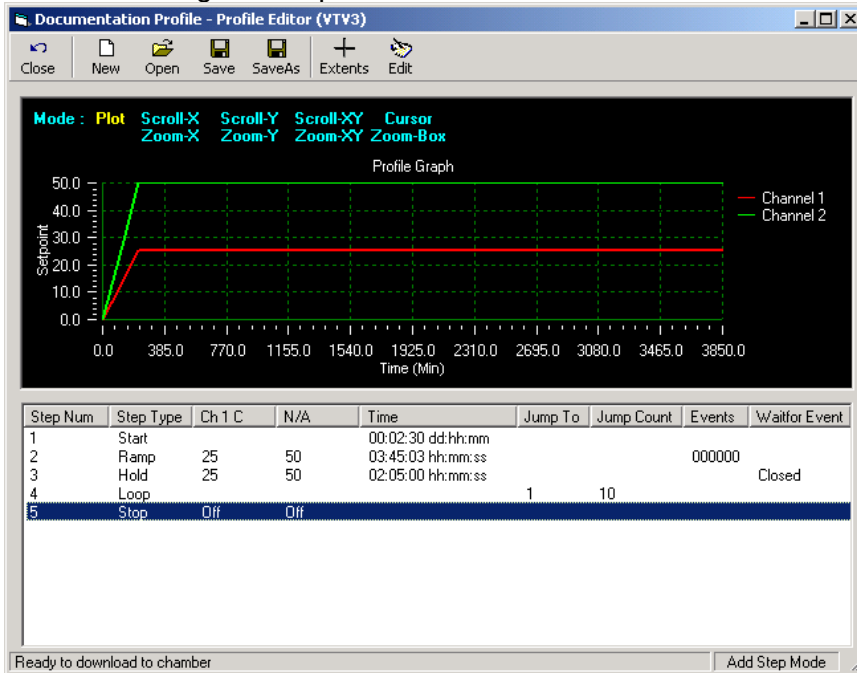 Documentation Profile - Profile Editor (VTV3)
Close New Open Save SaveAs Extents Edit
Mode : Plot Scroll-X Scroll-Y Scroll-XY Cursor
Zoom-X Zoom-Y Zoom-XY Zoom-Box
Profile Graph
50.0
40.0
30.0
20.0
10.0
0.0
Setpoint
Channel 1
Channel 2
0.0 385.0 770.0 1155.0 1540.0 1925.0 2310.0 2695.0 3080.0 3465.0 3850.0
Time (Min)
Step Num Step Type Ch 1 C N/A Time Jump To Jump Count Events Waitfor Event
1 Start 00:02:30 dd:hh:mm
2 Ramp 25 50 03:45:03 hh:mm:ss 000000
3 Hold 25 50 02:05:00 hh:mm:ss Closed
4 Loop 1 10
5 Stop Off Off
Ready to download to chamber Add Step Mode